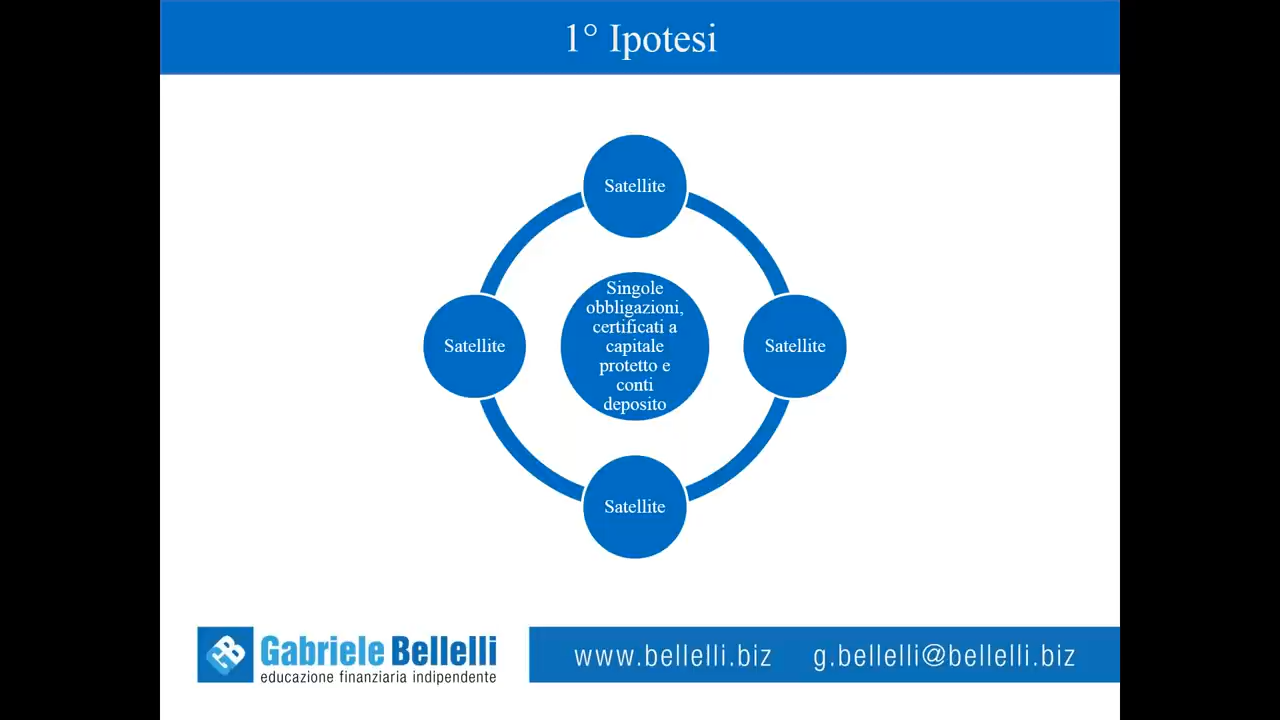 1° Ipotesi
Satellite
Satellite
Singole
obbligazioni,
certificati a
capitale
protetto e
conti
deposito
Satellite
Satellite
Gabriele Bellelli
educazione finanziaria indipendente
www.bellelli.biz g.bellelli@bellelli.biz